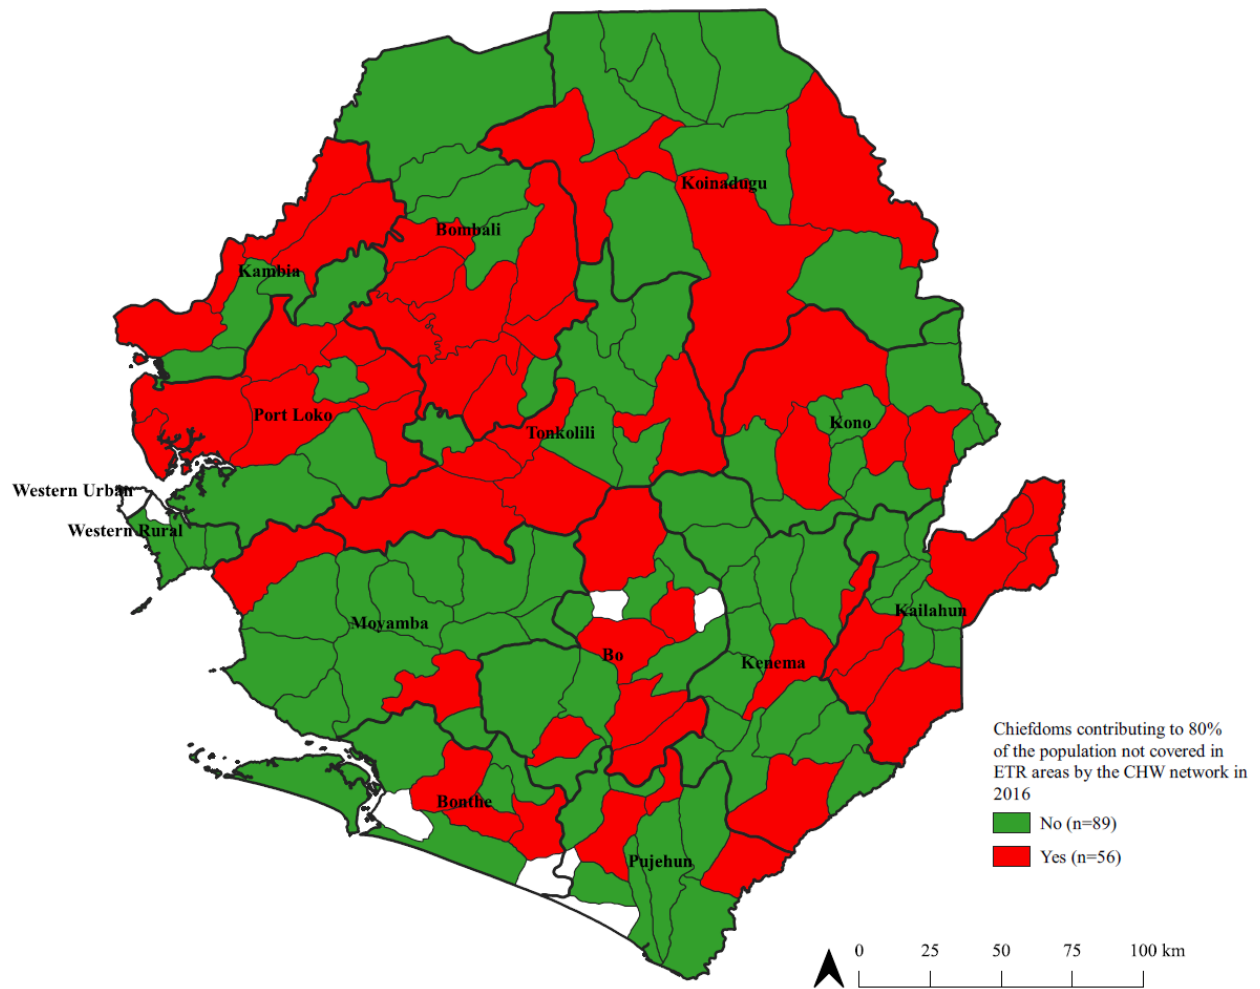 Koinadugu
Bombali
Kambia
Port Loko
Kono
Tonkolili
Western Urban
Western Rural
Kailahun
Moyamba
Bo
Kenema
Chiefdoms contributing to 80%
of the population not covered in
ETR areas by the CHW network in
2016
Bonthe
No (n=89)
Yes (n=56)
Pujehun
0 25 50 75 100 km